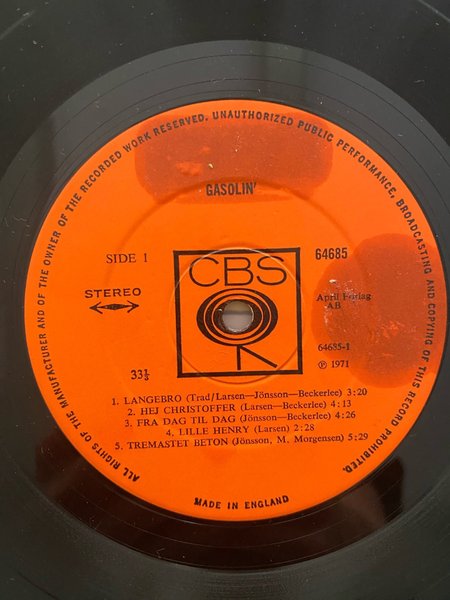 ALL RIGHTS OF THE MANUFACTURER AND OF THE OWNER OF THE RECORDED WORK RESERVED. UNAUTHORIZED PUBLIC PERFORMANCE, BROADCASTING AND COPYING OF THIS RECORD PROHIBITED.
GASOLIN'
SIDE 1
CBS
64685
STEREO
April Förlag
AB
64685-1
33⅓
℗ 1971
1. LANGEBRO (Trad/Larsen—Jönsson—Beckerlee) 3:20
2. HEJ CHRISTOFFER (Larsen—Beckerlee) 4:13
3. FRA DAG TIL DAG (Larsen—Jönsson—Beckerlee) 4:26
4. LILLE HENRY (Larsen) 2:28
5. TREMASTET BETON (Jönsson, M. Morgensen) 5:29
MADE IN ENGLAND